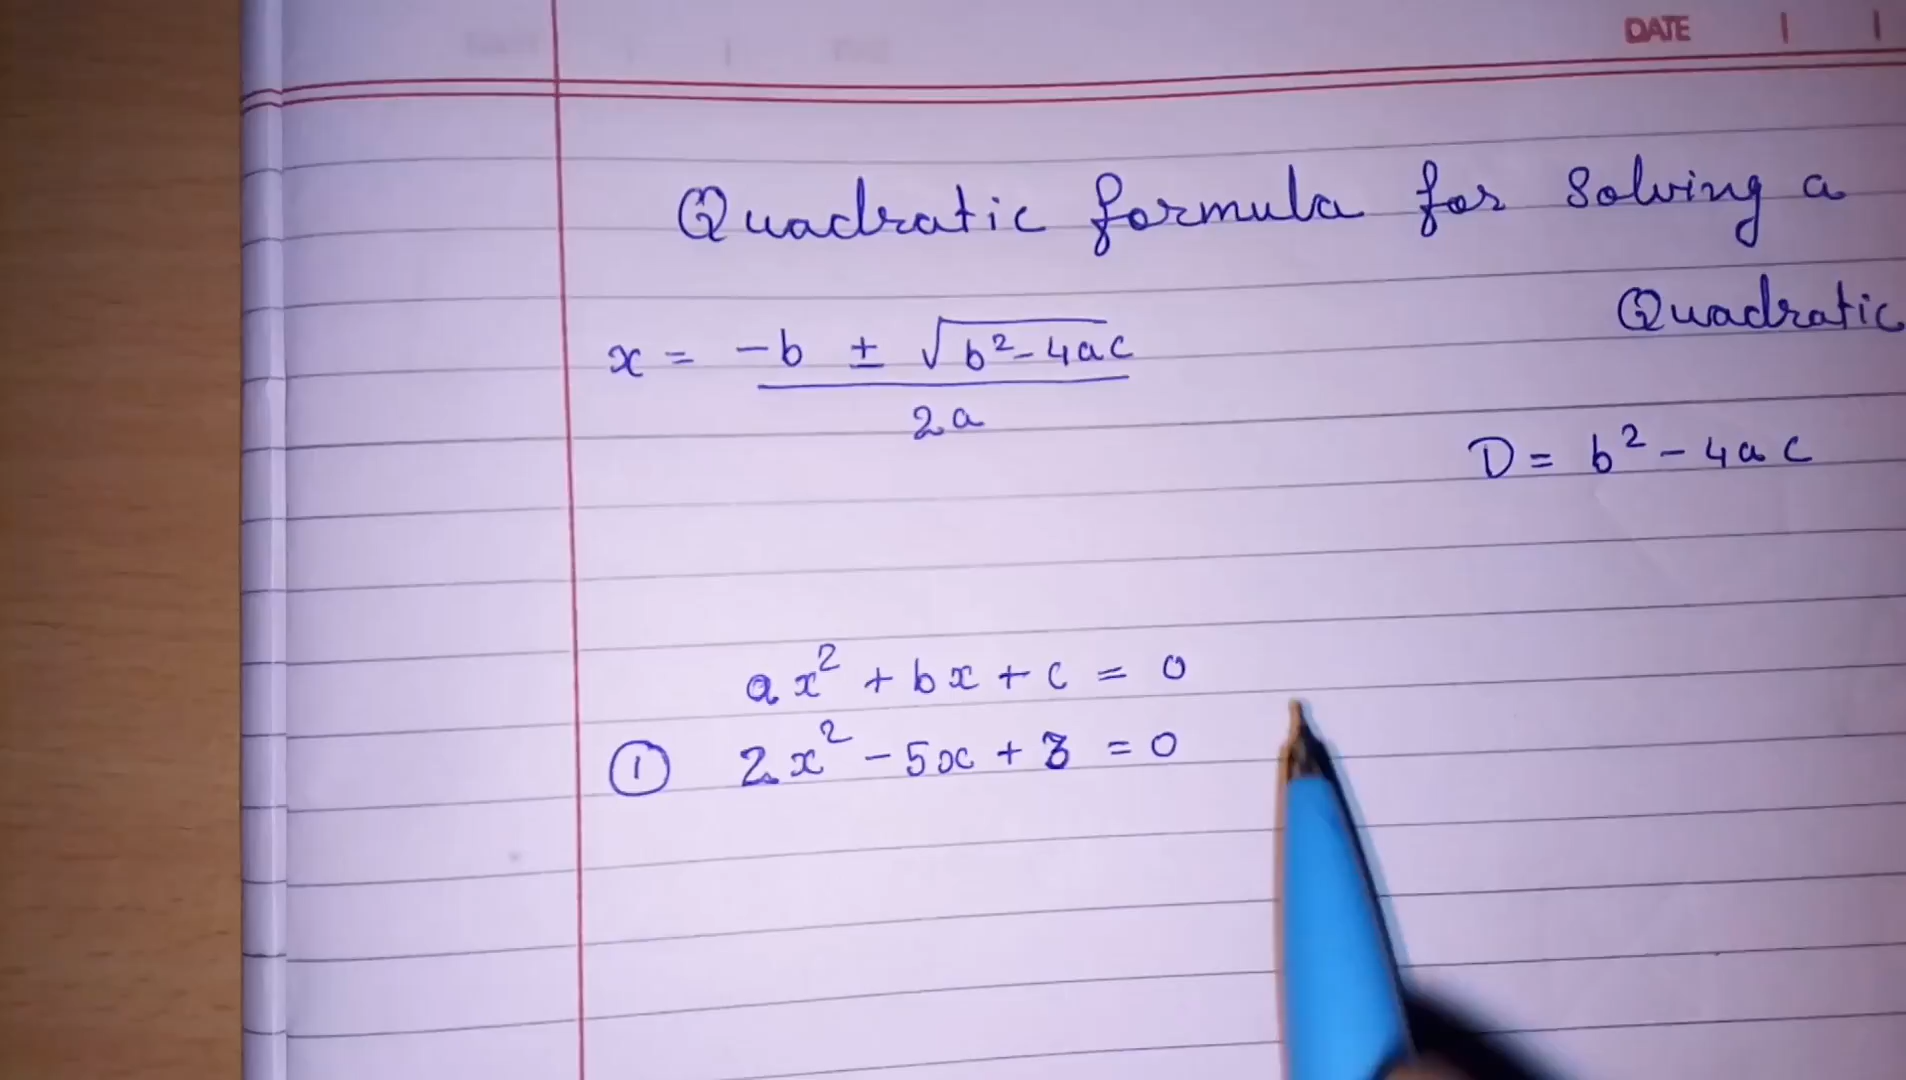 DATE
Quadratic formula for solving a
Quadratic
x = -b ± √b²-4ac / 2a
D = b² - 4ac
ax² + bx + c = 0
① 2x² - 5x + 3 = 0